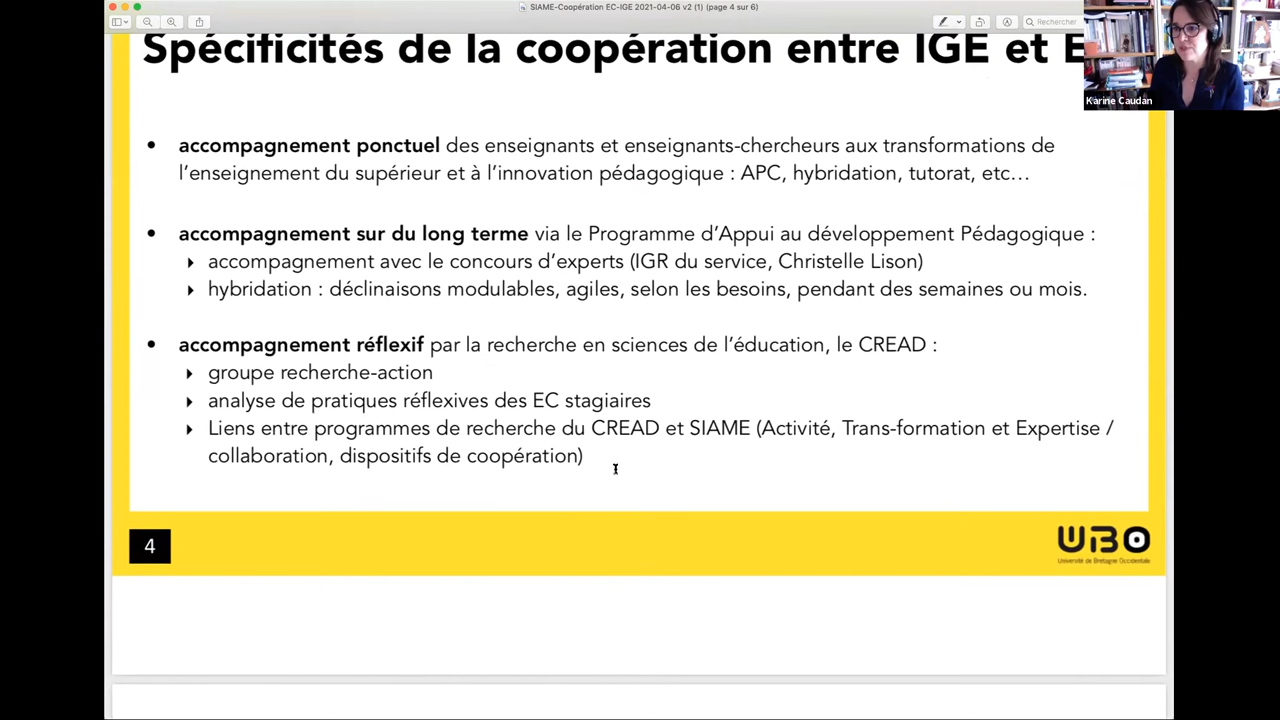 SIAME-Coopération EC-IGE 2021-04-06 v2 (1) (page 4 sur 6)
Rechercher
Spécificités de la coopération entre IGE et E
Karine Caudan
• accompagnement ponctuel des enseignants et enseignants-chercheurs aux transformations de
l’enseignement du supérieur et à l’innovation pédagogique : APC, hybridation, tutorat, etc…
• accompagnement sur du long terme via le Programme d’Appui au développement Pédagogique :
accompagnement avec le concours d’experts (IGR du service, Christelle Lison)
hybridation : déclinaisons modulables, agiles, selon les besoins, pendant des semaines ou mois.
• accompagnement réflexif par la recherche en sciences de l’éducation, le CREAD :
groupe recherche-action
analyse de pratiques réflexives des EC stagiaires
Liens entre programmes de recherche du CREAD et SIAME (Activité, Trans-formation et Expertise /
collaboration, dispositifs de coopération)
4
UBO
Université de Bretagne Occidentale